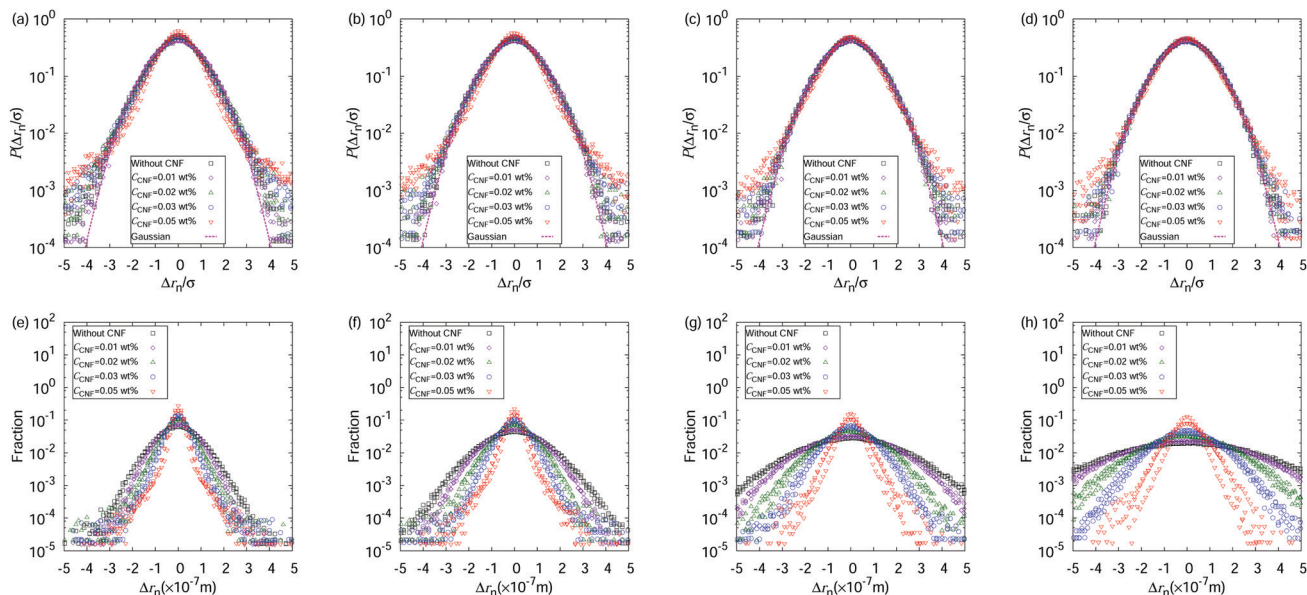 (a)
10^0
10^-1
10^-2
10^-3
10^-4
P(Δr_n/σ)
Without CNF
C_CNF=0.01 wt%
C_CNF=0.02 wt%
C_CNF=0.03 wt%
C_CNF=0.05 wt%
Gaussian
-5 -4 -3 -2 -1 0 1 2 3 4 5
Δr_n/σ
(b)
10^0
10^-1
10^-2
10^-3
10^-4
P(Δr_n/σ)
Without CNF
C_CNF=0.01 wt%
C_CNF=0.02 wt%
C_CNF=0.03 wt%
C_CNF=0.05 wt%
Gaussian
-5 -4 -3 -2 -1 0 1 2 3 4 5
Δr_n/σ
(c)
10^0
10^-1
10^-2
10^-3
10^-4
P(Δr_n/σ)
Without CNF
C_CNF=0.01 wt%
C_CNF=0.02 wt%
C_CNF=0.03 wt%
C_CNF=0.05 wt%
Gaussian
-5 -4 -3 -2 -1 0 1 2 3 4 5
Δr_n/σ
(d)
10^0
10^-1
10^-2
10^-3
10^-4
P(Δr_n/σ)
Without CNF
C_CNF=0.01 wt%
C_CNF=0.02 wt%
C_CNF=0.03 wt%
C_CNF=0.05 wt%
Gaussian
-5 -4 -3 -2 -1 0 1 2 3 4 5
Δr_n/σ
(e)
10^2
10^1
10^0
10^-1
10^-2
10^-3
10^-4
10^-5
Fraction
Without CNF
C_CNF=0.01 wt%
C_CNF=0.02 wt%
C_CNF=0.03 wt%
C_CNF=0.05 wt%
-5 -4 -3 -2 -1 0 1 2 3 4 5
Δr_n(×10^-7 m)
(f)
10^2
10^1
10^0
10^-1
10^-2
10^-3
10^-4
10^-5
Fraction
Without CNF
C_CNF=0.01 wt%
C_CNF=0.02 wt%
C_CNF=0.03 wt%
C_CNF=0.05 wt%
-5 -4 -3 -2 -1 0 1 2 3 4 5
Δr_n(×10^-7 m)
(g)
10^2
10^1
10^0
10^-1
10^-2
10^-3
10^-4
10^-5
Fraction
Without CNF
C_CNF=0.01 wt%
C_CNF=0.02 wt%
C_CNF=0.03 wt%
C_CNF=0.05 wt%
-5 -4 -3 -2 -1 0 1 2 3 4 5
Δr_n(×10^-7 m)
(h)
10^2
10^1
10^0
10^-1
10^-2
10^-3
10^-4
10^-5
Fraction
Without CNF
C_CNF=0.01 wt%
C_CNF=0.02 wt%
C_CNF=0.03 wt%
C_CNF=0.05 wt%
-5 -4 -3 -2 -1 0 1 2 3 4 5
Δr_n(×10^-7 m)